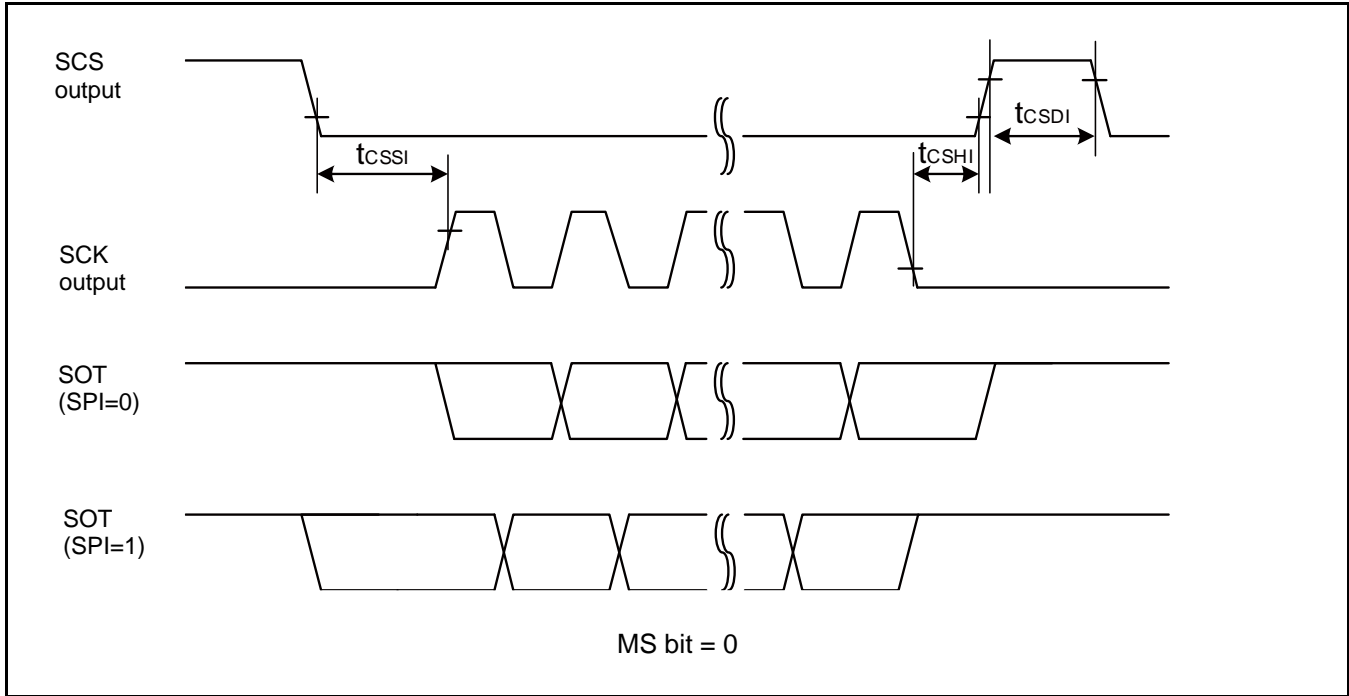 SCS
output
tCSSI
tCSHI
tCSDI
SCK
output
SOT
(SPI=0)
SOT
(SPI=1)
MS bit = 0